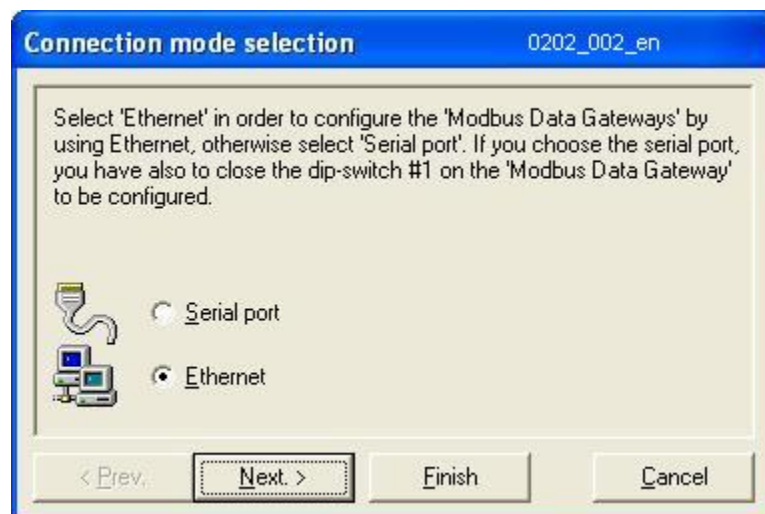 Connection mode selection 0202_002_en
Select 'Ethernet' in order to configure the 'Modbus Data Gateways' by
using Ethernet, otherwise select 'Serial port'. If you choose the serial port,
you have also to close the dip-switch #1 on the 'Modbus Data Gateway'
to be configured.
Serial port
Ethernet
< Prev. Next. > Finish Cancel